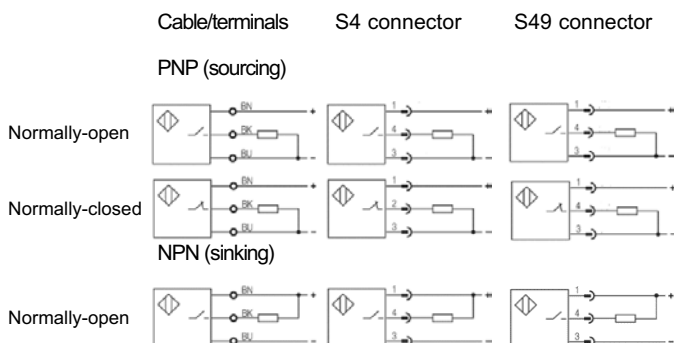 Cable/terminals S4 connector S49 connector
PNP (sourcing)
Normally-open
BN + 1 + 1 +
BK 4 4
BU - 3 - 3 -
Normally-closed
BN + 1 + 1 +
BK 2 4
BU - 3 - 3 -
NPN (sinking)
Normally-open
BN + 1 + 1 +
BK 4 4
BU - 3 - 3 -